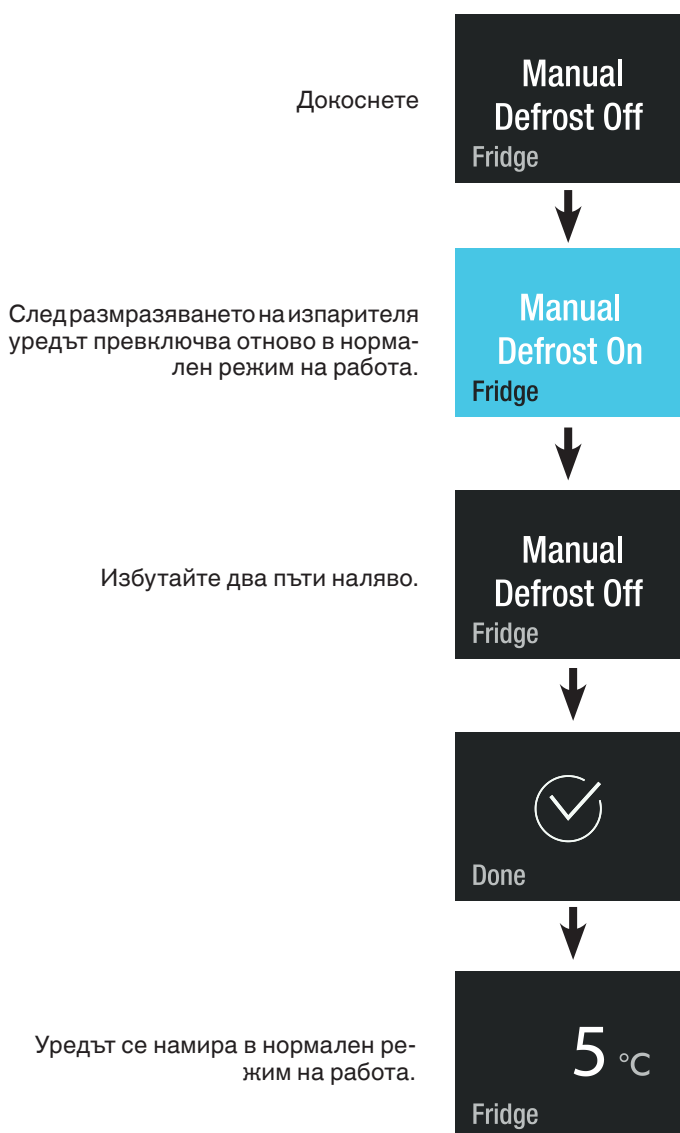 Докоснете
Manual
Defrost Off
Fridge
След размразяването на изпарителя
уредът превключва отново в норма-
лен режим на работа.
Manual
Defrost On
Fridge
Избутайте два пъти наляво.
Manual
Defrost Off
Fridge
Done
Уредът се намира в нормален ре-
жим на работа.
5 °C
Fridge